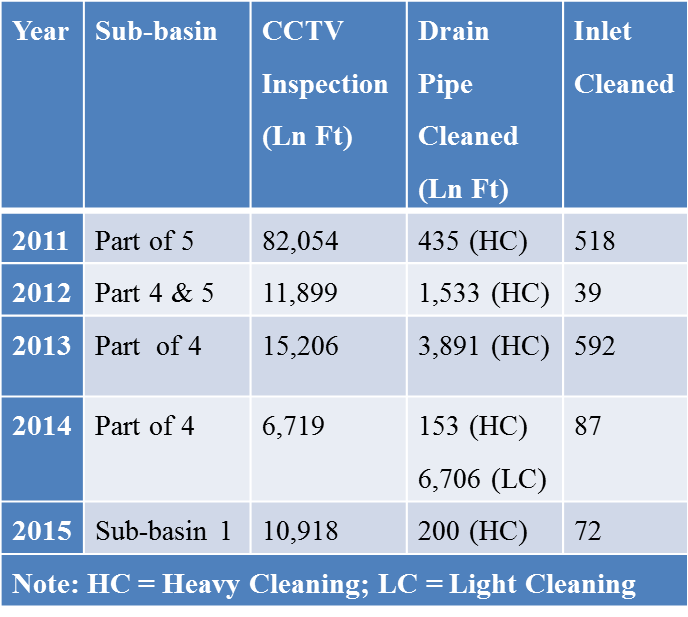 Year Sub-basin CCTV Inspection (Ln Ft) Drain Pipe Cleaned (Ln Ft) Inlet Cleaned
2011 Part of 5 82,054 435 (HC) 518
2012 Part 4 & 5 11,899 1,533 (HC) 39
2013 Part of 4 15,206 3,891 (HC) 592
2014 Part of 4 6,719 153 (HC) 87
6,706 (LC)
2015 Sub-basin 1 10,918 200 (HC) 72
Note: HC = Heavy Cleaning; LC = Light Cleaning